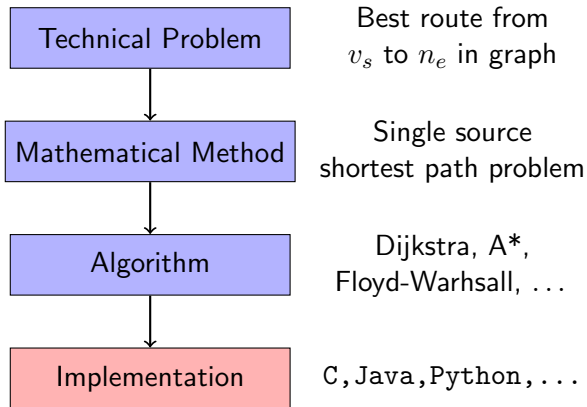 Technical Problem
Best route from
v_s to n_e in graph
Mathematical Method
Single source
shortest path problem
Algorithm
Dijkstra, A*,
Floyd-Warhsall, ...
Implementation
C,Java,Python,...